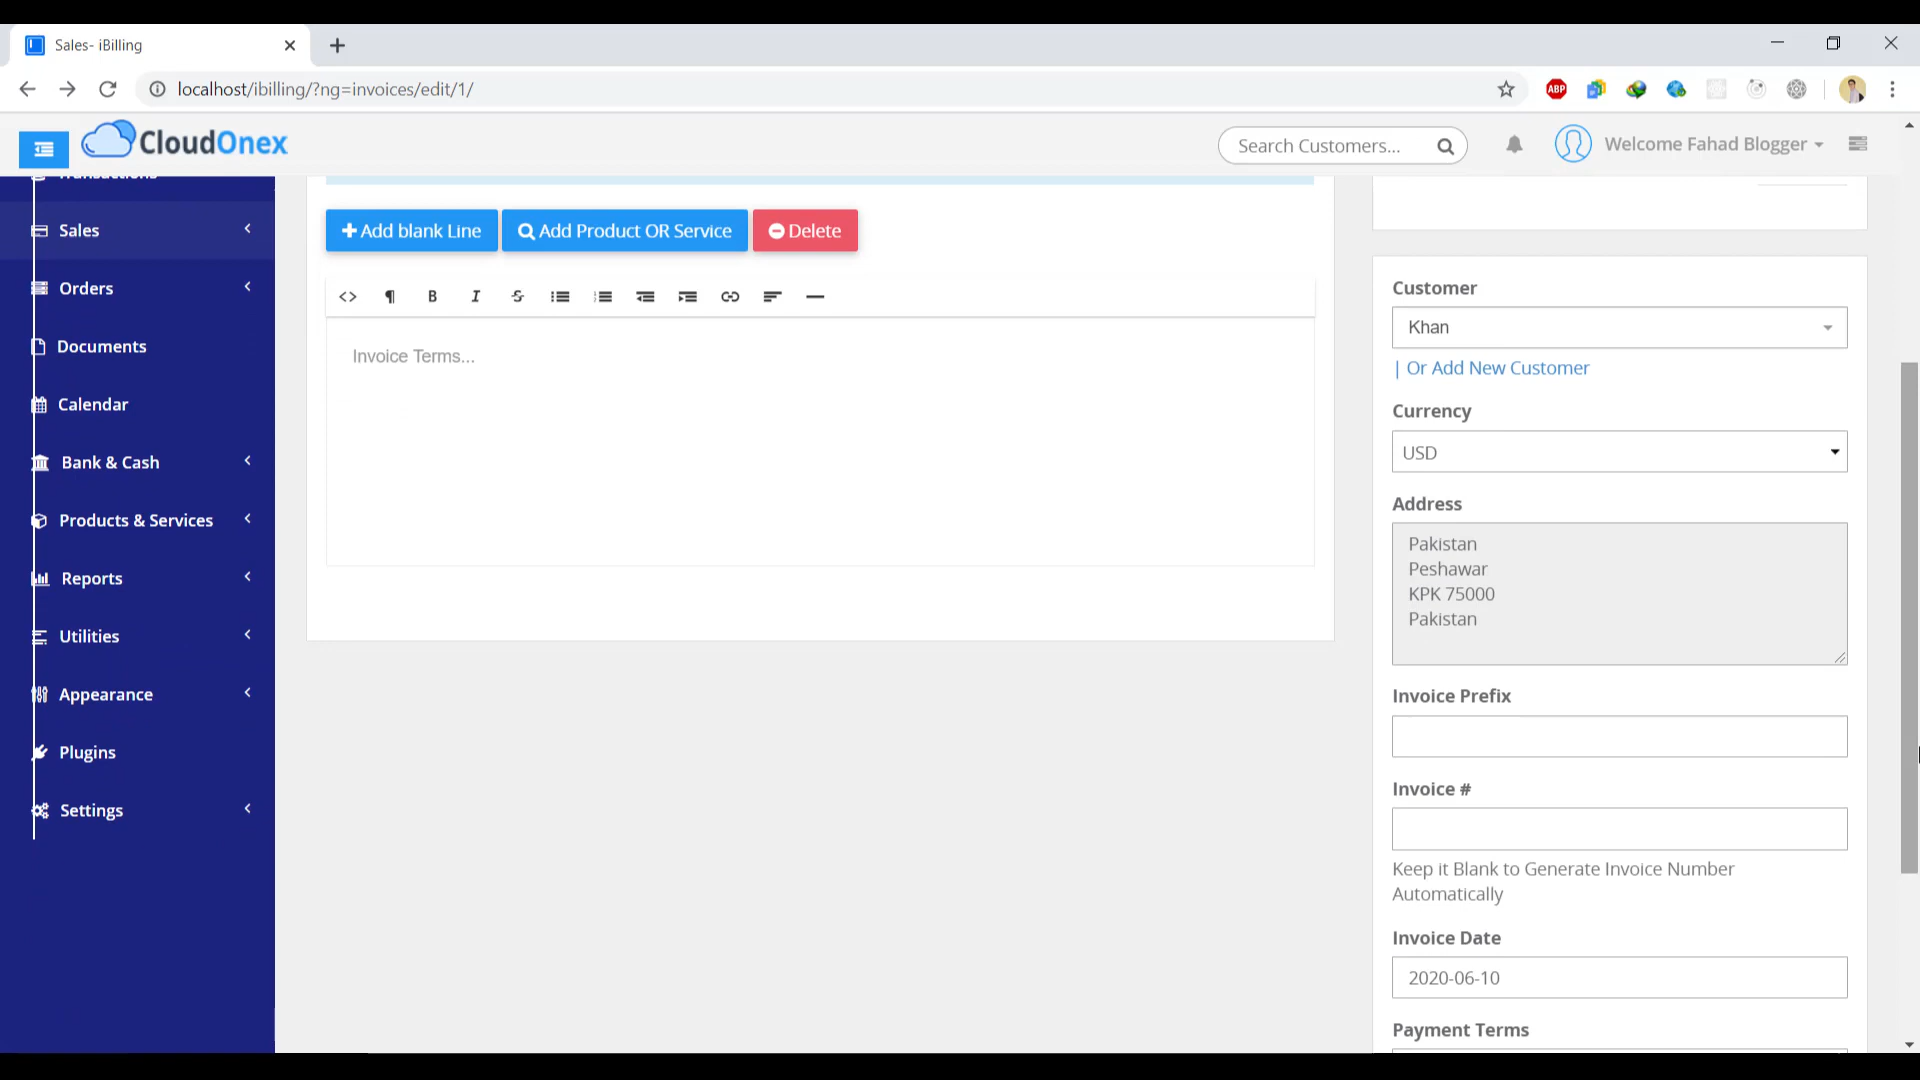 Sales- iBilling
localhost/ibilling/?ng=invoices/edit/1/
ABP
CloudOnex
Search Customers...
Welcome Fahad Blogger
Transactions
Sales
Orders
Documents
Calendar
Bank & Cash
Products & Services
Reports
Utilities
Appearance
Plugins
Settings
Add blank Line
Add Product OR Service
Delete
Invoice Terms...
Customer
Khan
| Or Add New Customer
Currency
USD
Address
Pakistan
Peshawar
KPK 75000
Pakistan
Invoice Prefix
Invoice #
Keep it Blank to Generate Invoice Number
Automatically
Invoice Date
2020-06-10
Payment Terms